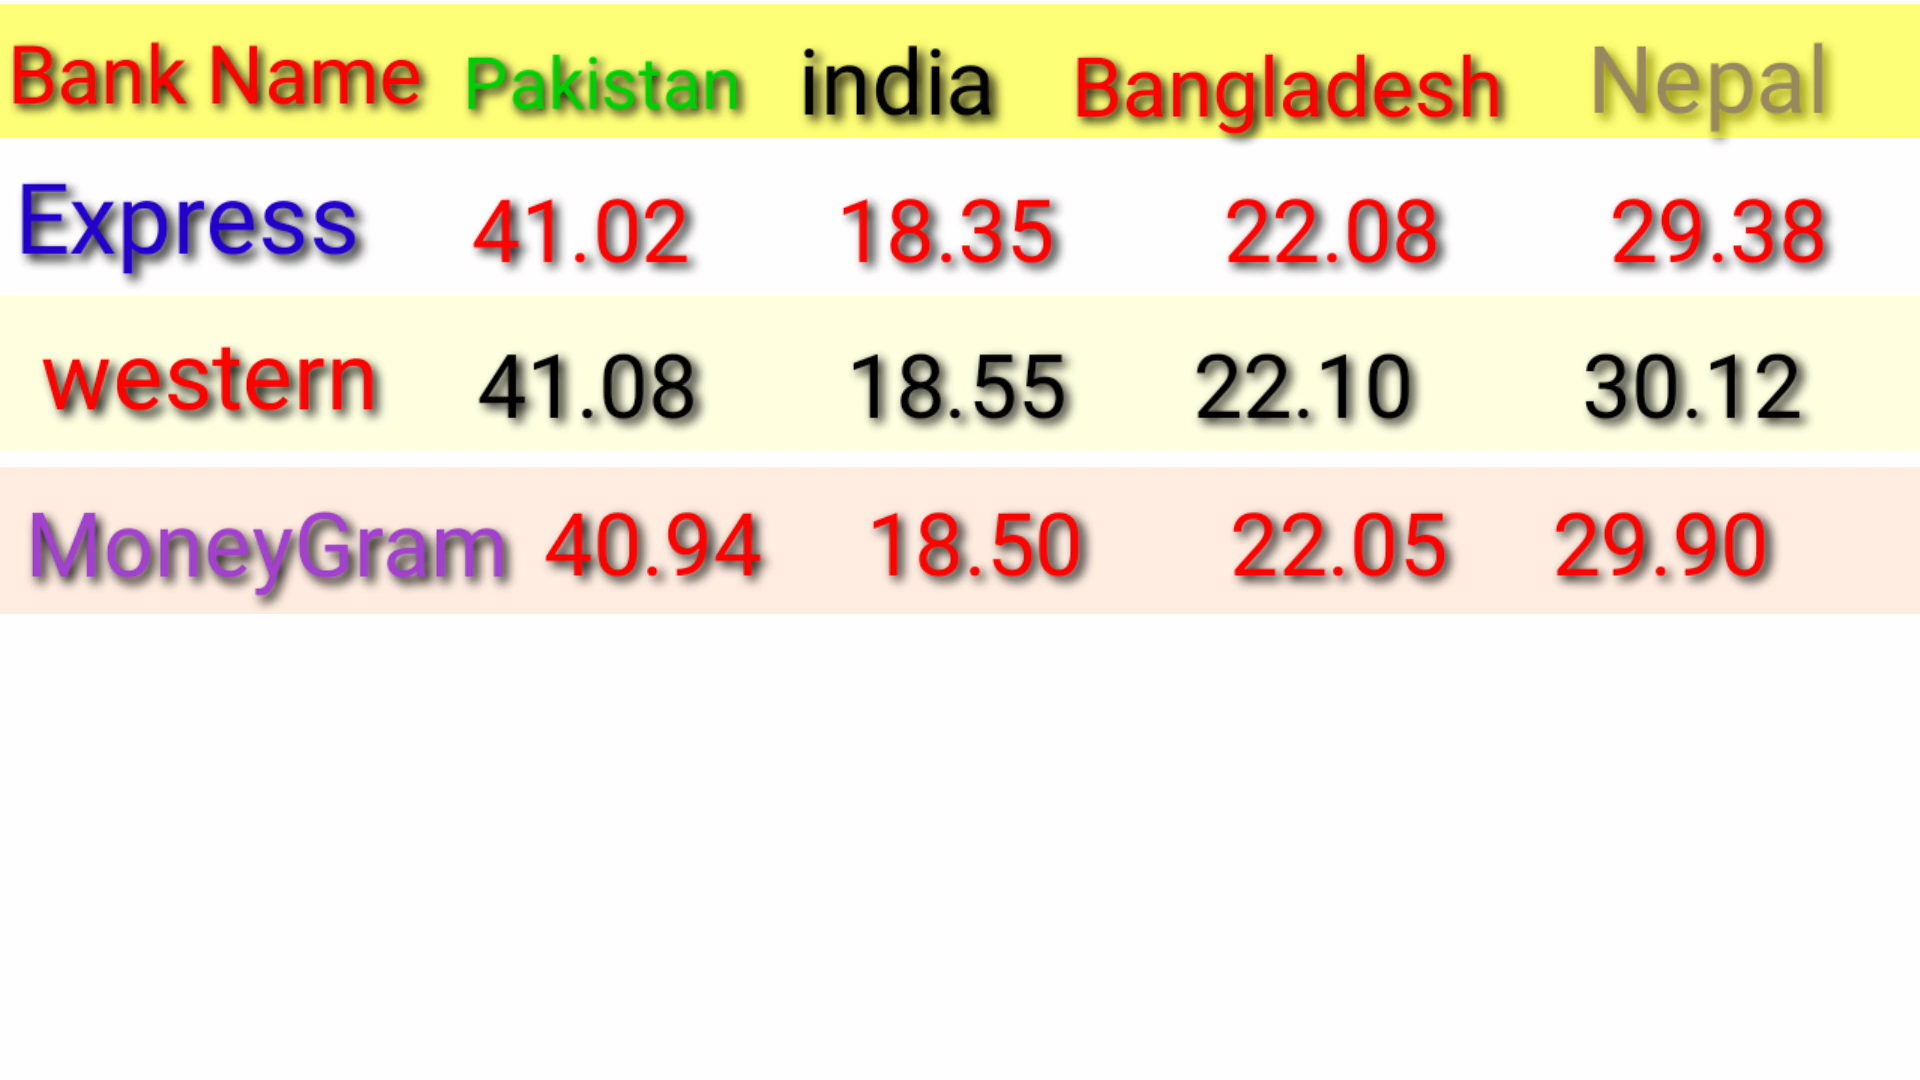 Bank Name Pakistan india Bangladesh Nepal
Express 41.02 18.35 22.08 29.38
western 41.08 18.55 22.10 30.12
MoneyGram 40.94 18.50 22.05 29.90